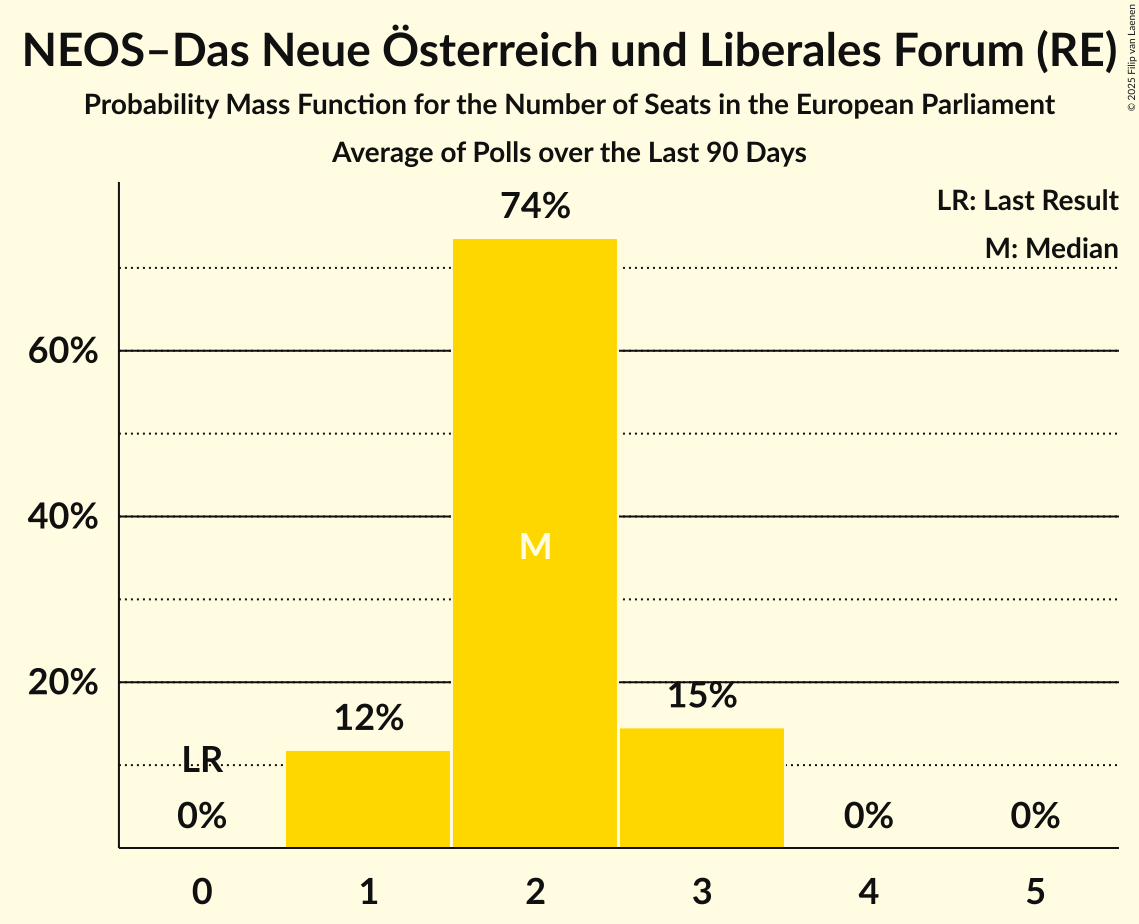 NEOS–Das Neue Österreich und Liberales Forum (RE)
Probability Mass Function for the Number of Seats in the European Parliament
Average of Polls over the Last 90 Days
© 2025 Filip van Laenen
LR: Last Result
M: Median
74%
60%
40%
M
20%
15%
12%
LR
0%
0%
0%
0 1 2 3 4 5